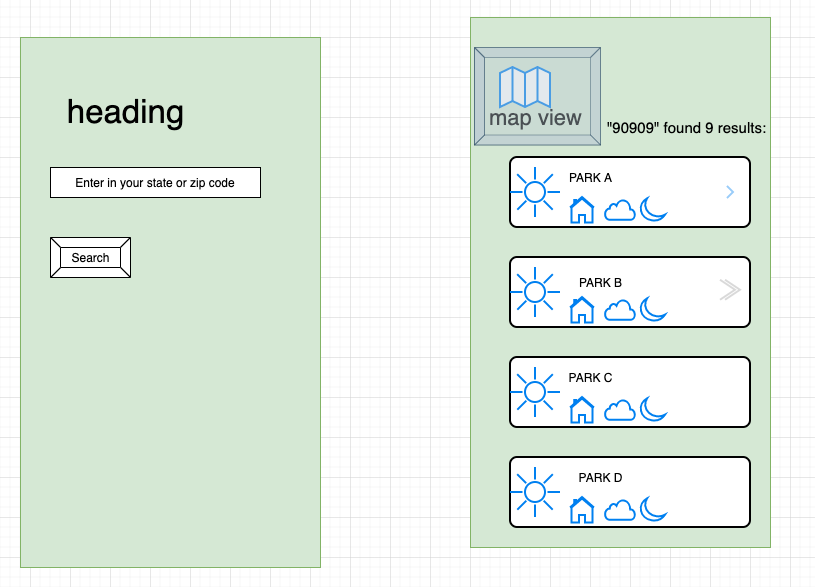 heading
Enter in your state or zip code
Search
map view
"90909" found 9 results:
PARK A
PARK B
PARK C
PARK D